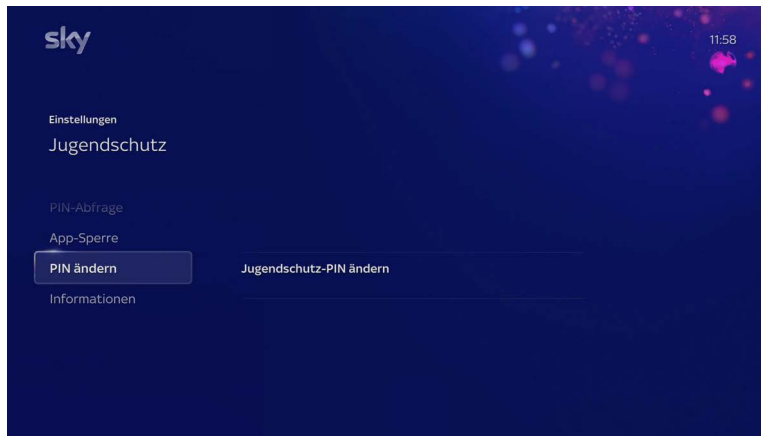 sky
11:58
Einstellungen
Jugendschutz
PIN-Abfrage
App-Sperre
PIN ändern
Jugendschutz-PIN ändern
Informationen